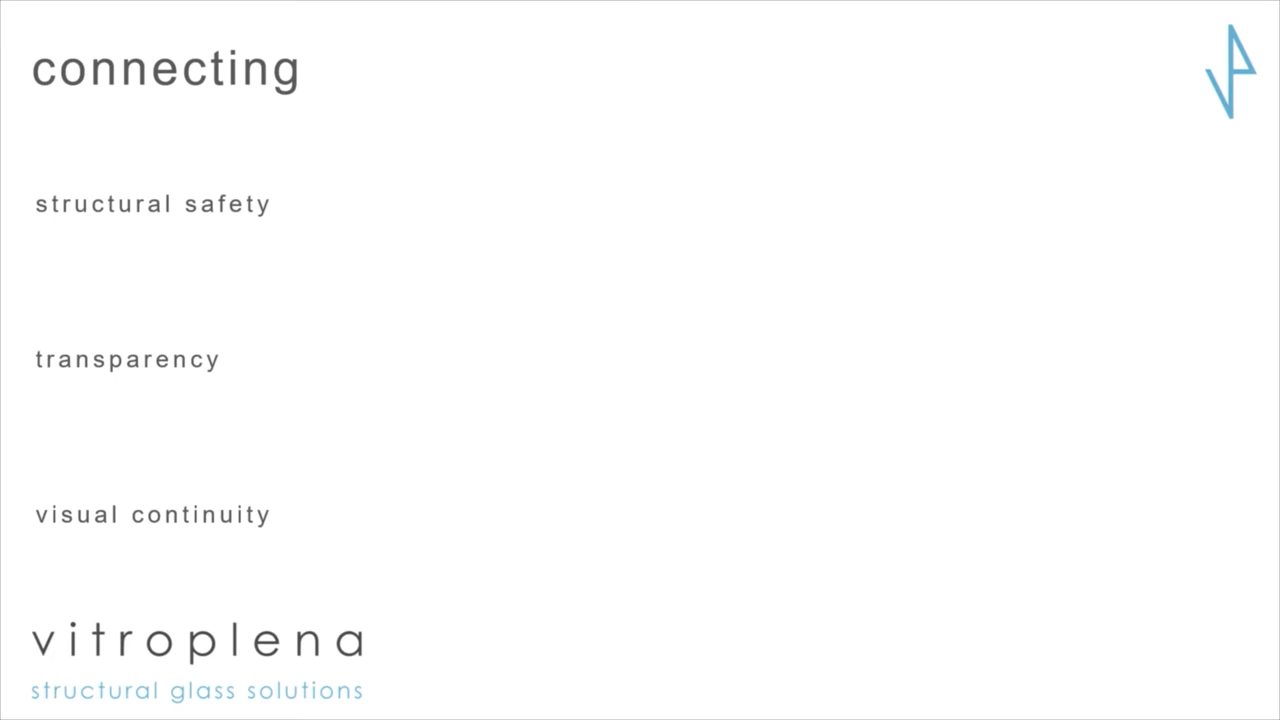 connecting
structural safety
transparency
visual continuity
vitroplena
structural glass solutions